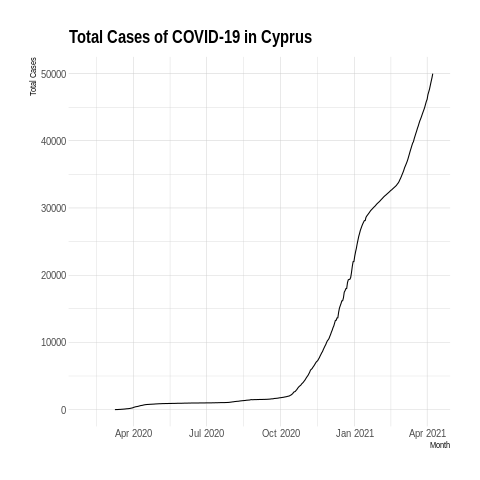 Total Cases of COVID-19 in Cyprus
Total Cases
50000
40000
30000
20000
10000
0
Apr 2020 Jul 2020 Oct 2020 Jan 2021 Apr 2021
Month